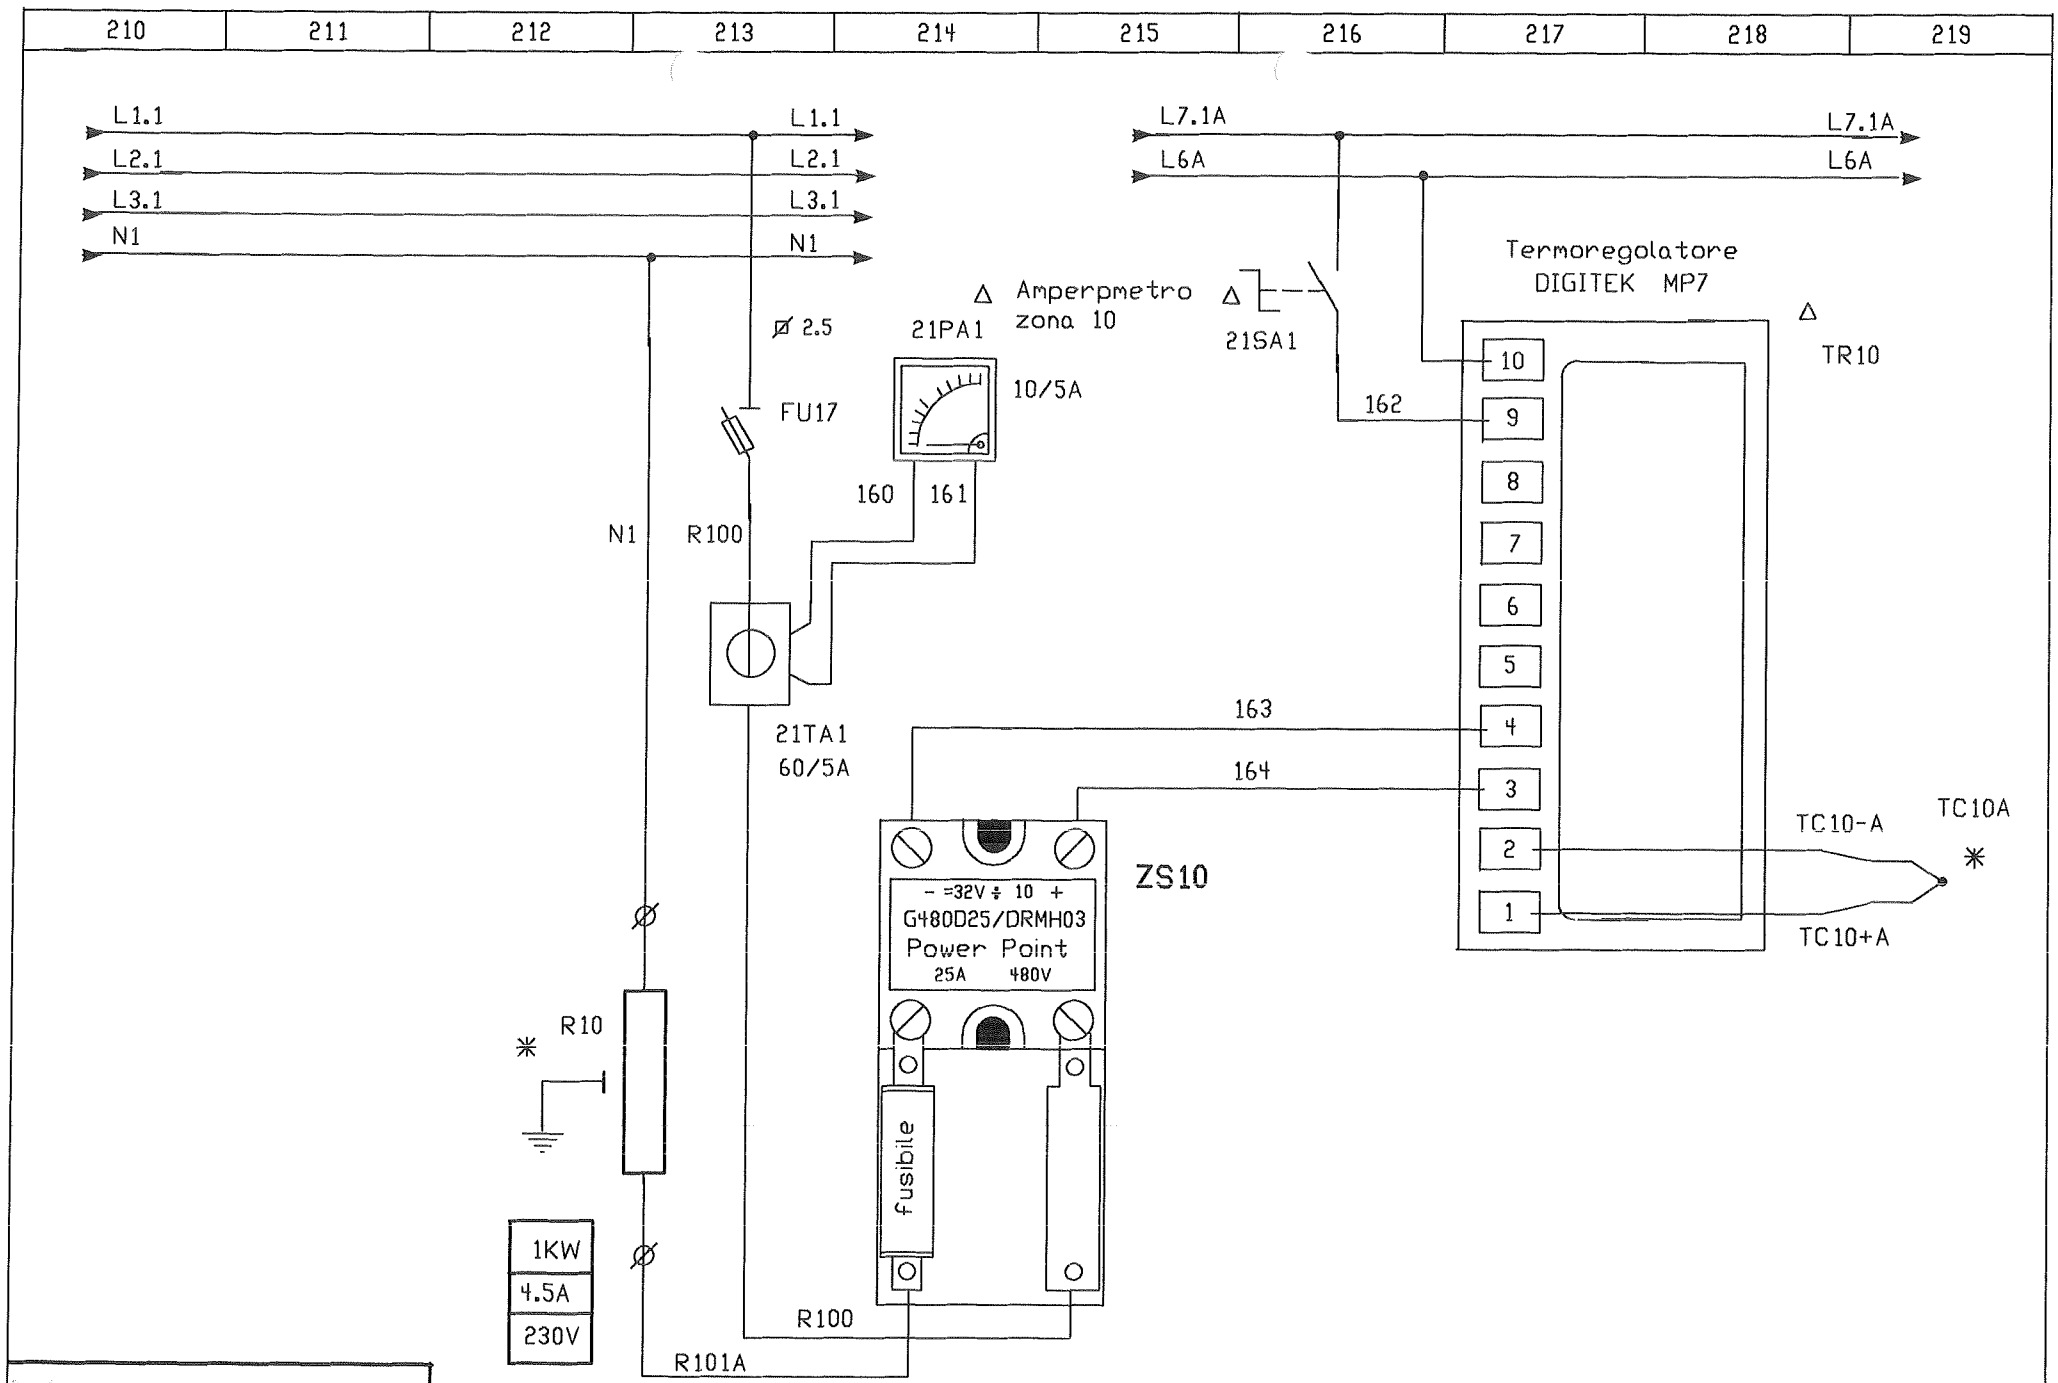 210 211 212 213 214 215 216 217 218 219
L1.1 L1.1 L7.1A L7.1A
L2.1 L2.1 L6A L6A
L3.1 L3.1
N1 N1
Termoregolatore
DIGITEK MP7
△ Amperpmetro △
zona 10
⌀ 2.5
21PA1
21SA1
△
TR10
10
10/5A
FU17
162
9
8
160 161
N1 R100
7
6
5
163
4
21TA1
60/5A
164
3
TC10-A
TC10A
2
*
ZS10
- =32V÷ 10 +
G480D25/DRMH03
Power Point
25A 480V
1
TC10+A
R10
*
fusibile
1KW
4.5A
230V
R100
R101A